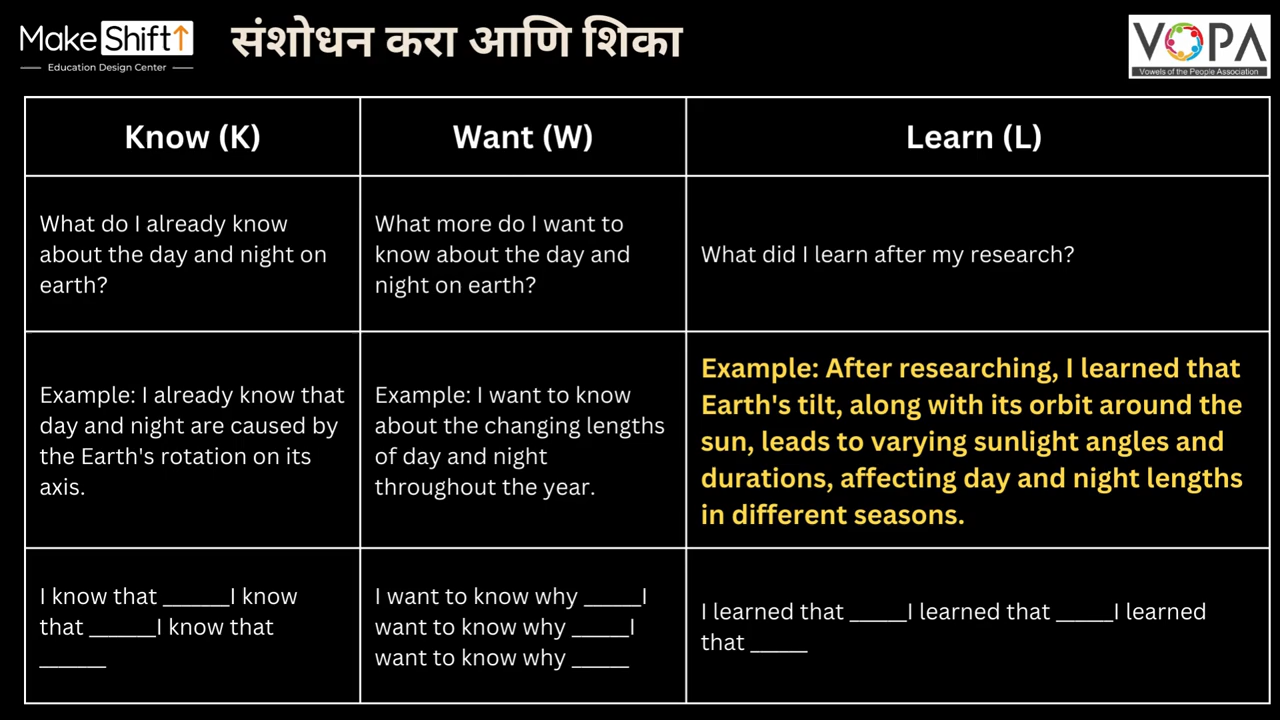 MakeShift
Education Design Center
संशोधन करा आणि शिका
VOPA
Vowels of the People Association
Know (K)
Want (W)
Learn (L)
What do I already know
about the day and night on
earth?
What more do I want to
know about the day and
night on earth?
What did I learn after my research?
Example: I already know that
day and night are caused by
the Earth's rotation on its
axis.
Example: I want to know
about the changing lengths
of day and night
throughout the year.
Example: After researching, I learned that
Earth's tilt, along with its orbit around the
sun, leads to varying sunlight angles and
durations, affecting day and night lengths
in different seasons.
I know that _______I know
that _______I know that
_______
I want to know why ______I
want to know why ______I
want to know why ______
I learned that ______I learned that ______I learned
that ______